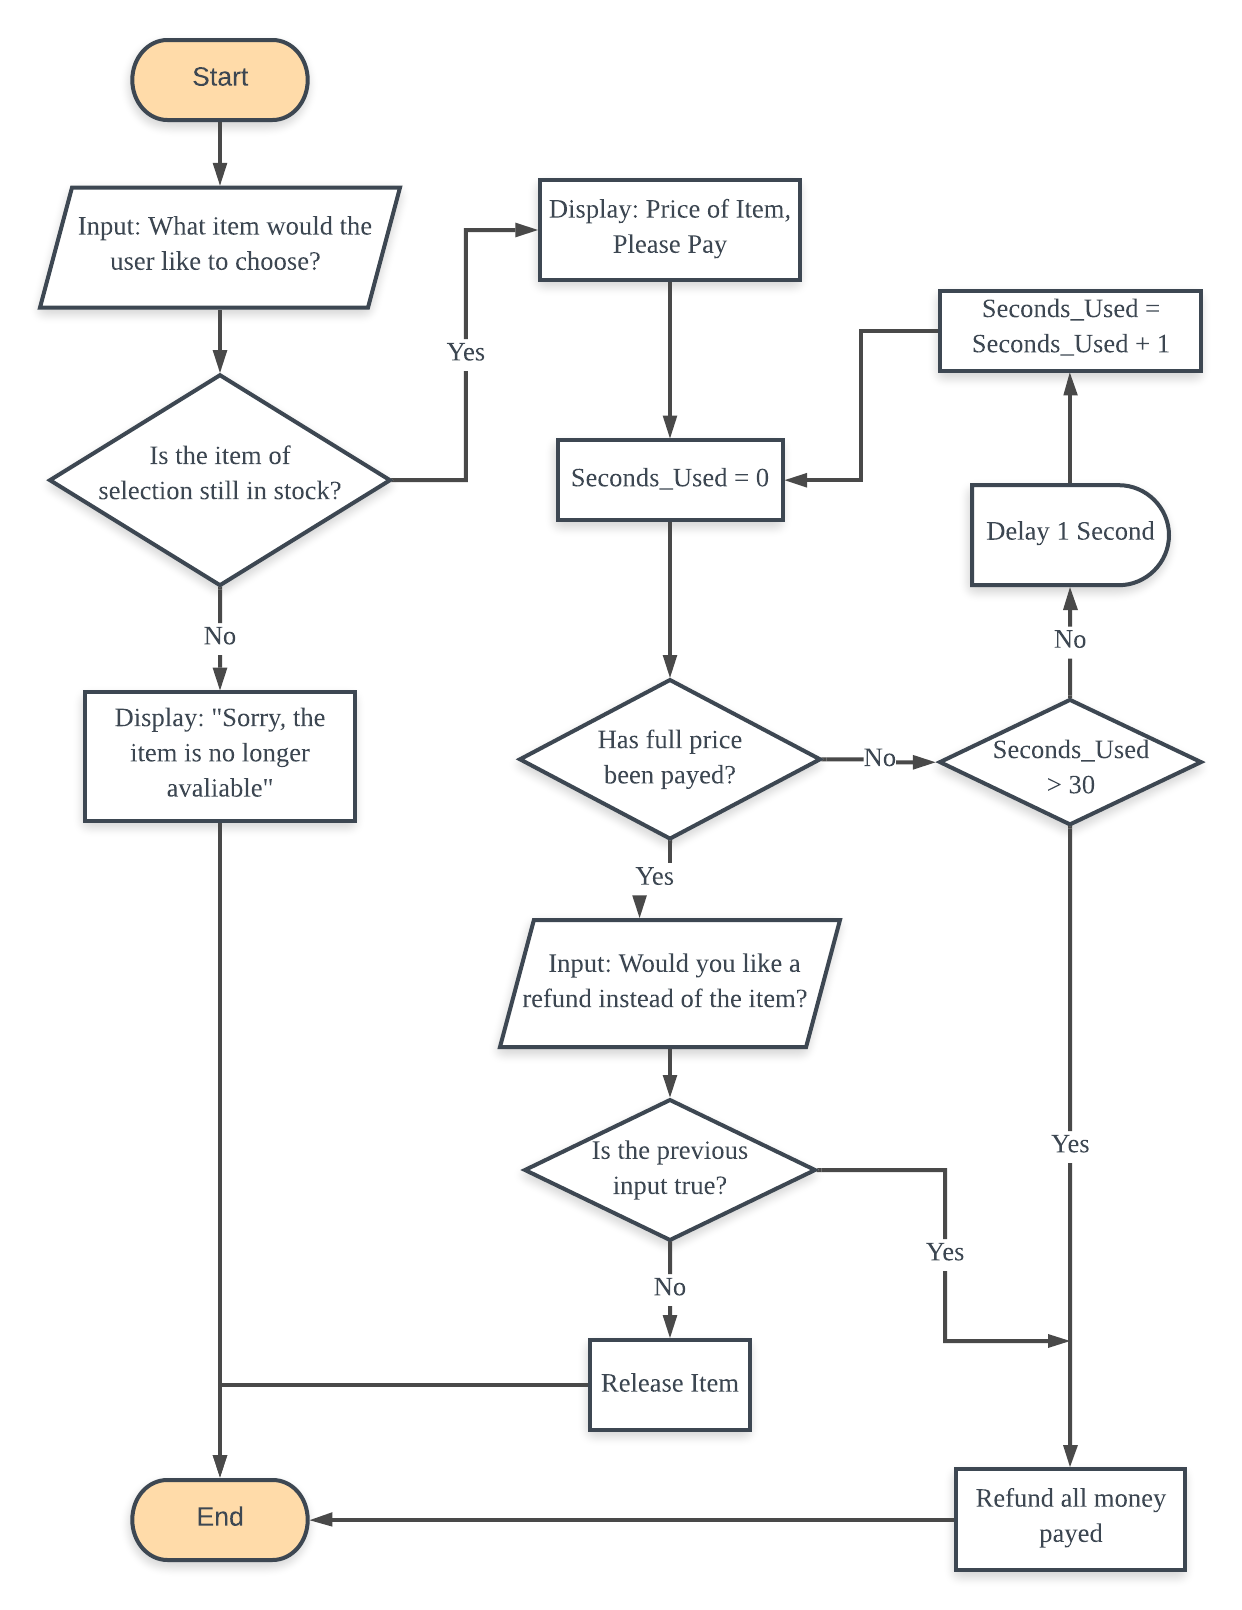 Start
Input: What item would the
user like to choose?
Is the item of
selection still in stock?
No
Display: "Sorry, the
item is no longer
avaliable"
Yes
Display: Price of Item,
Please Pay
Seconds_Used = 0
Has full price
been payed?
No
Seconds_Used
> 30
No
Delay 1 Second
Seconds_Used =
Seconds_Used + 1
Yes
Input: Would you like a
refund instead of the item?
Is the previous
input true?
No
Release Item
Yes
Yes
Refund all money
payed
End